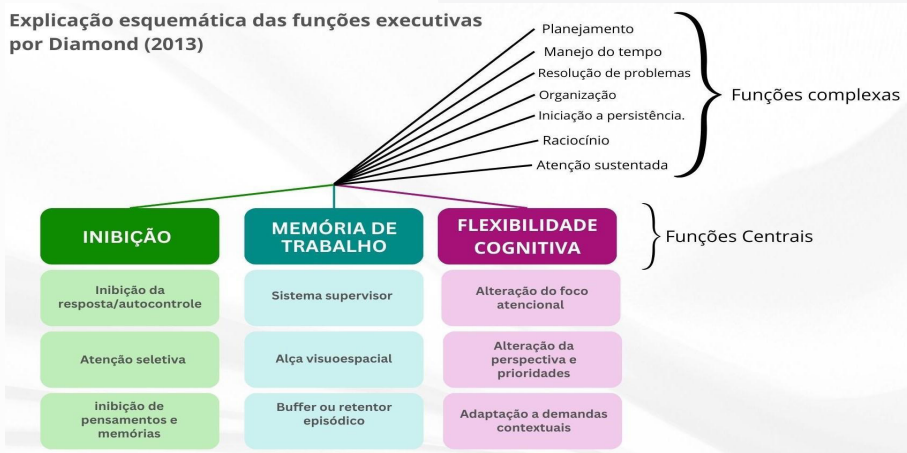 Explicação esquemática das funções executivas
por Diamond (2013)
Planejamento
Manejo do tempo
Resolução de problemas
Organização
Iniciação a persistência.
Raciocínio
Atenção sustentada
Funções complexas
INIBIÇÃO
MEMÓRIA DE
TRABALHO
FLEXIBILIDADE
COGNITIVA
Funções Centrais
Inibição da
resposta/autocontrole
Sistema supervisor
Alteração do foco
atencional
Atenção seletiva
Alça visuoespacial
Alteração da
perspectiva e
prioridades
inibição de
pensamentos e
memórias
Buffer ou retentor
episódico
Adaptação a demandas
contextuais